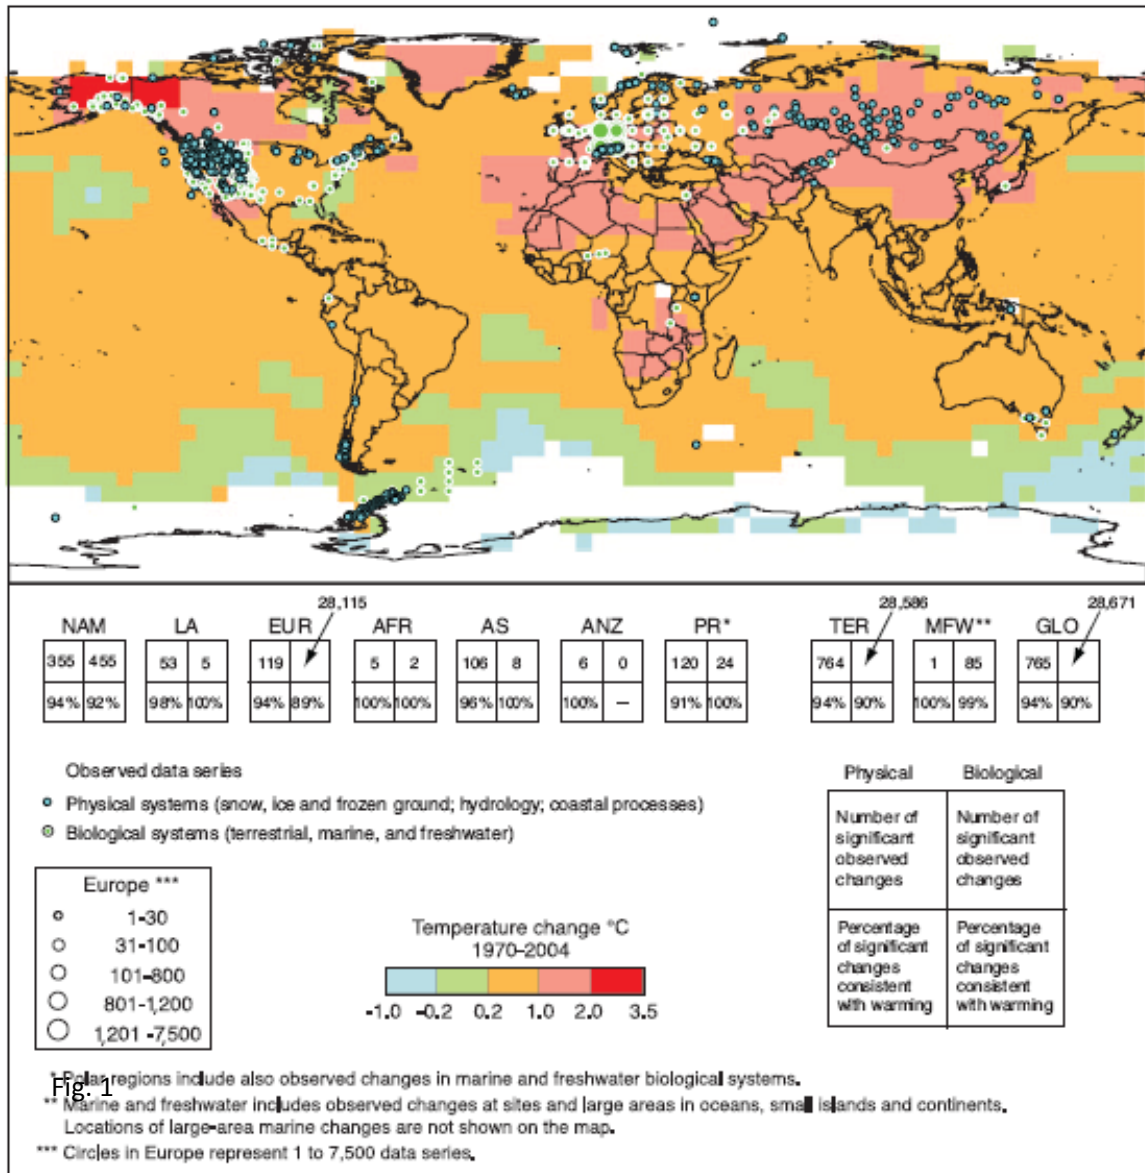 28,115 28,586 28,671
NAM LA EUR AFR AS ANZ PR* TER MFW** GLO
355 455 53 5 119 5 2 106 8 6 0 120 24 764 1 85 765
94% 92% 98% 100% 94% 89% 100% 100% 96% 100% 100% — 91% 100% 94% 90% 100% 99% 94% 90%
Observed data series
Physical systems (snow, ice and frozen ground; hydrology; coastal processes)
Biological systems (terrestrial, marine, and freshwater)
Europe ***
1-30
31-100
101-800
801-1,200
1,201 -7,500
Temperature change °C
1970-2004
-1.0 -0.2 0.2 1.0 2.0 3.5
Physical Biological
Number of Number of
significant significant
observed observed
changes changes
Percentage Percentage
of significant of significant
changes changes
consistent consistent
with warming with warming
* Polar regions include also observed changes in marine and freshwater biological systems.
Fig. 1
** Marine and freshwater includes observed changes at sites and large areas in oceans, small islands and continents.
Locations of large-area marine changes are not shown on the map.
*** Circles in Europe represent 1 to 7,500 data series.